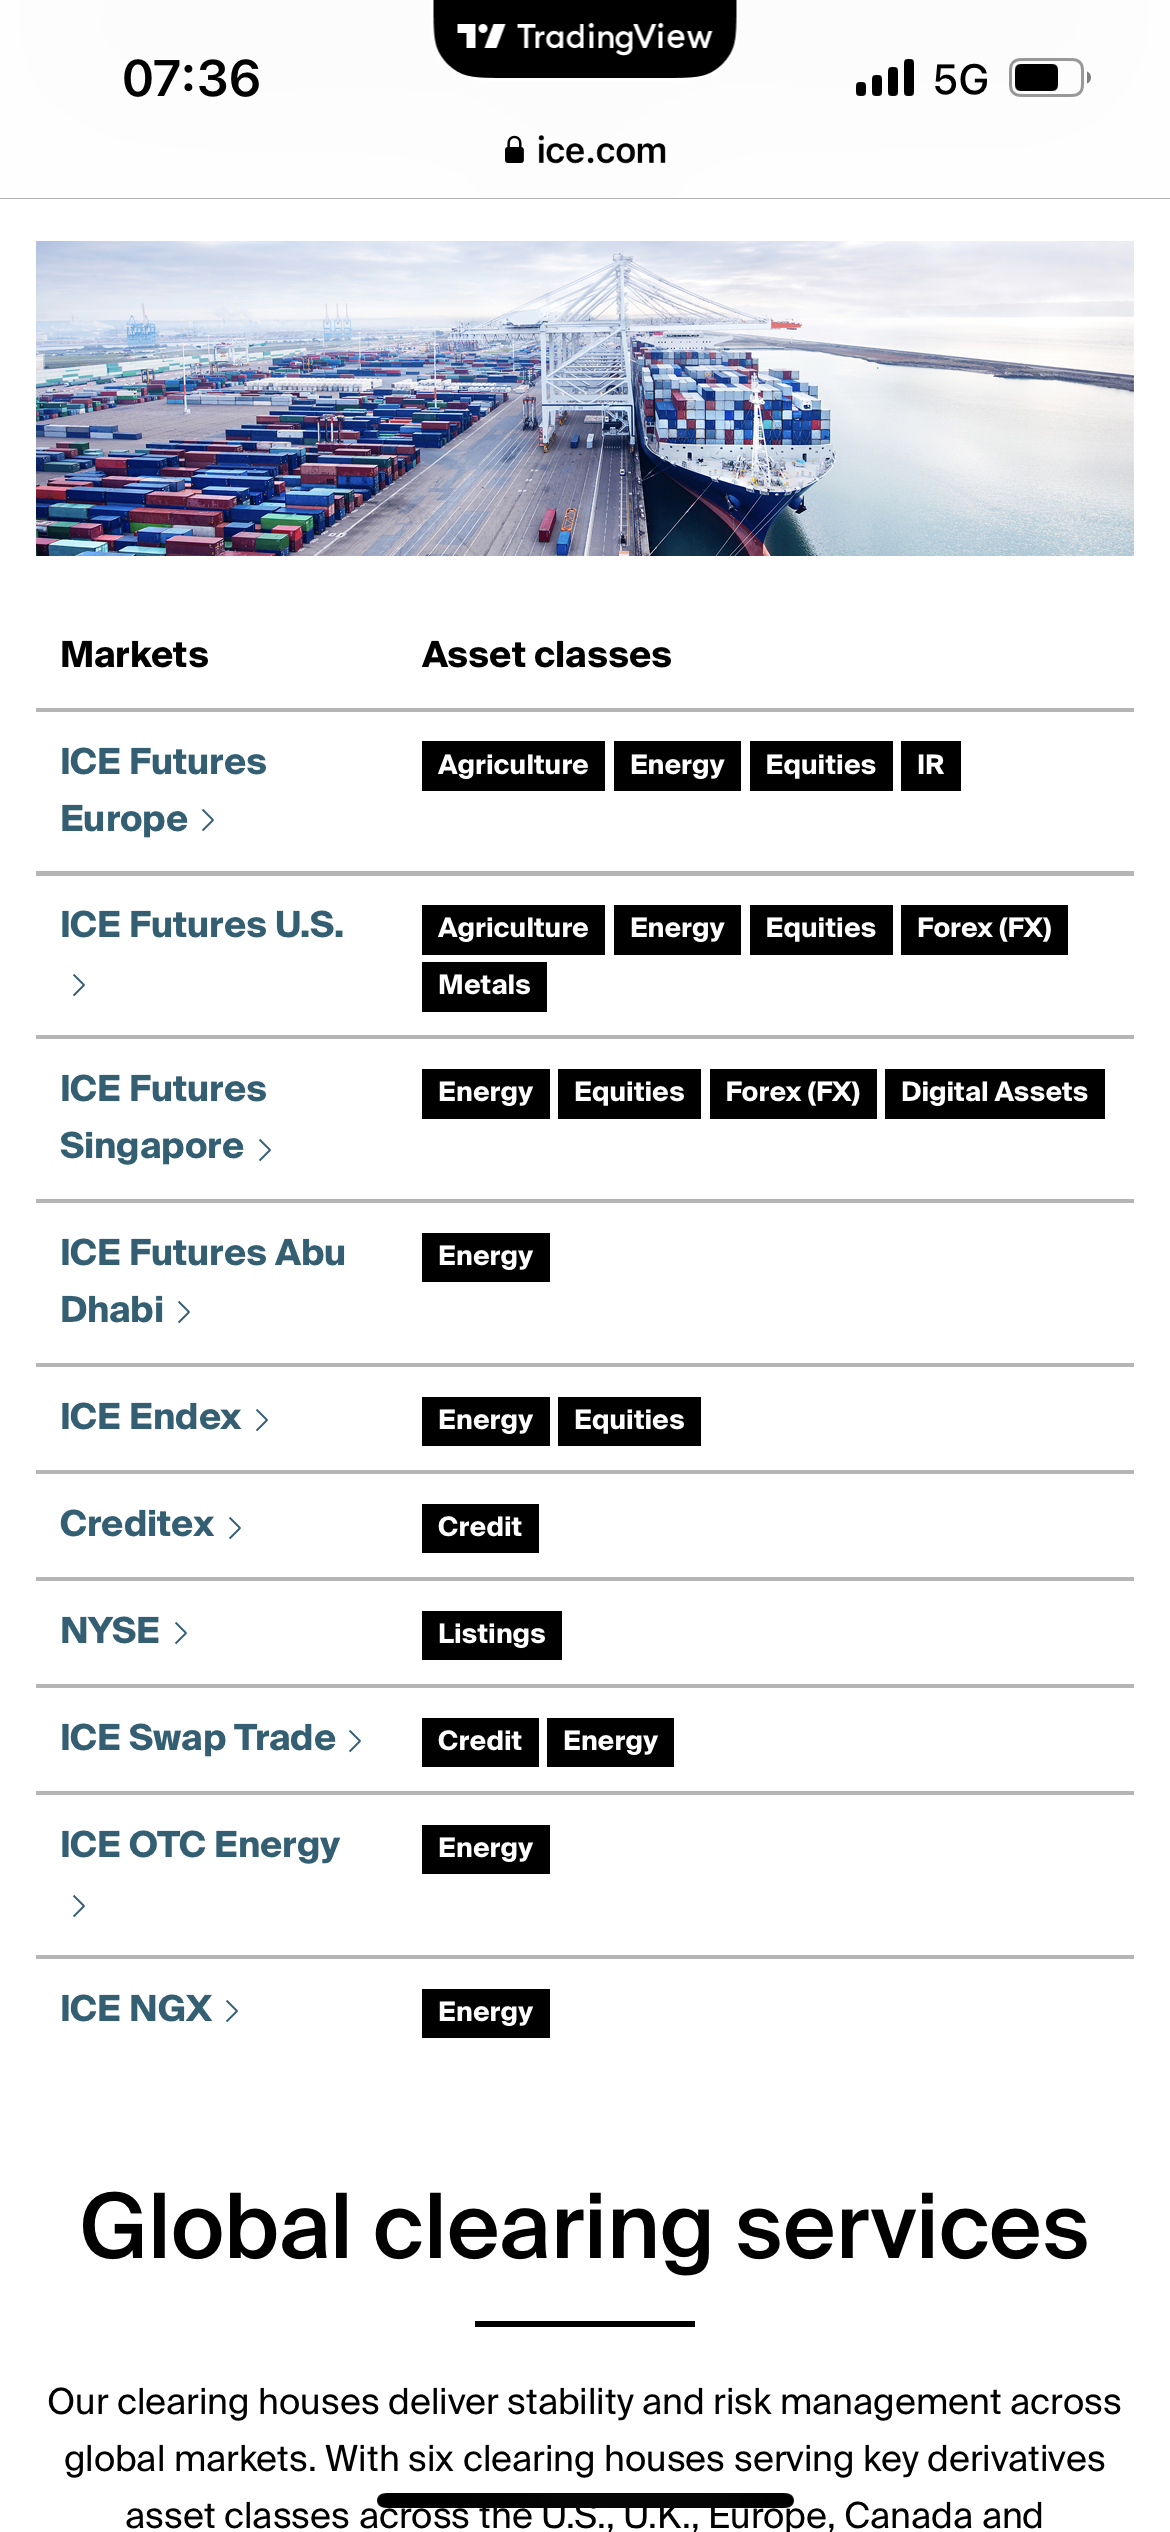 TradingView
07:36
5G
ice.com
Markets Asset classes
ICE Futures
Europe
Agriculture Energy Equities IR
ICE Futures U.S.
Agriculture Energy Equities Forex (FX)
Metals
ICE Futures
Singapore
Energy Equities Forex (FX) Digital Assets
ICE Futures Abu
Dhabi
Energy
ICE Endex
Energy Equities
Creditex
Credit
NYSE
Listings
ICE Swap Trade
Credit Energy
ICE OTC Energy
Energy
ICE NGX
Energy
Global clearing services
Our clearing houses deliver stability and risk management across
global markets. With six clearing houses serving key derivatives
asset classes across the U.S., U.K., Europe, Canada and